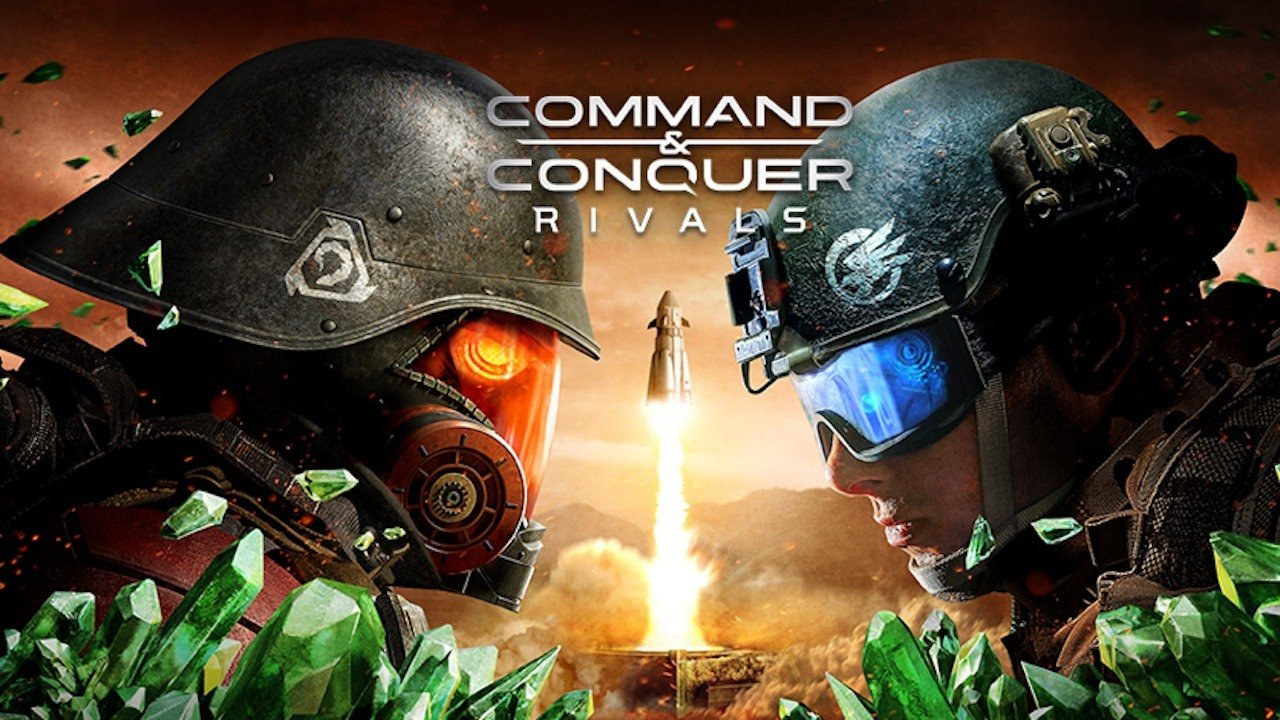 COMMAND
&
CONQUER
RIVALS